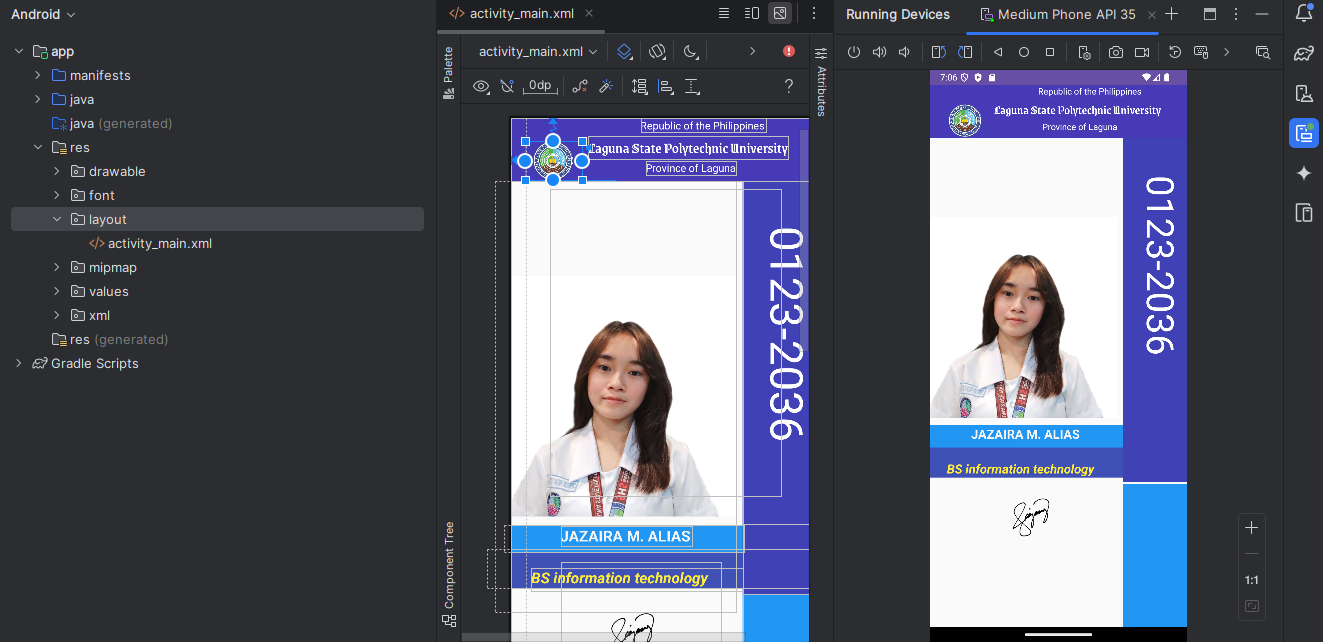 Android
activity_main.xml
Running Devices
Medium Phone API 35
app
manifests
java
java (generated)
res
drawable
font
layout
activity_main.xml
mipmap
values
xml
res (generated)
Gradle Scripts
Palette
Component Tree
activity_main.xml
0dp
?
Attributes
Republic of the Philippines
Laguna State Polytechnic University
Province of Laguna
0123-2036
JAZAIRA M. ALIAS
BS information technology
7:06
Republic of the Philippines
Laguna State Polytechnic University
Province of Laguna
0123-2036
JAZAIRA M. ALIAS
BS information technology
1:1